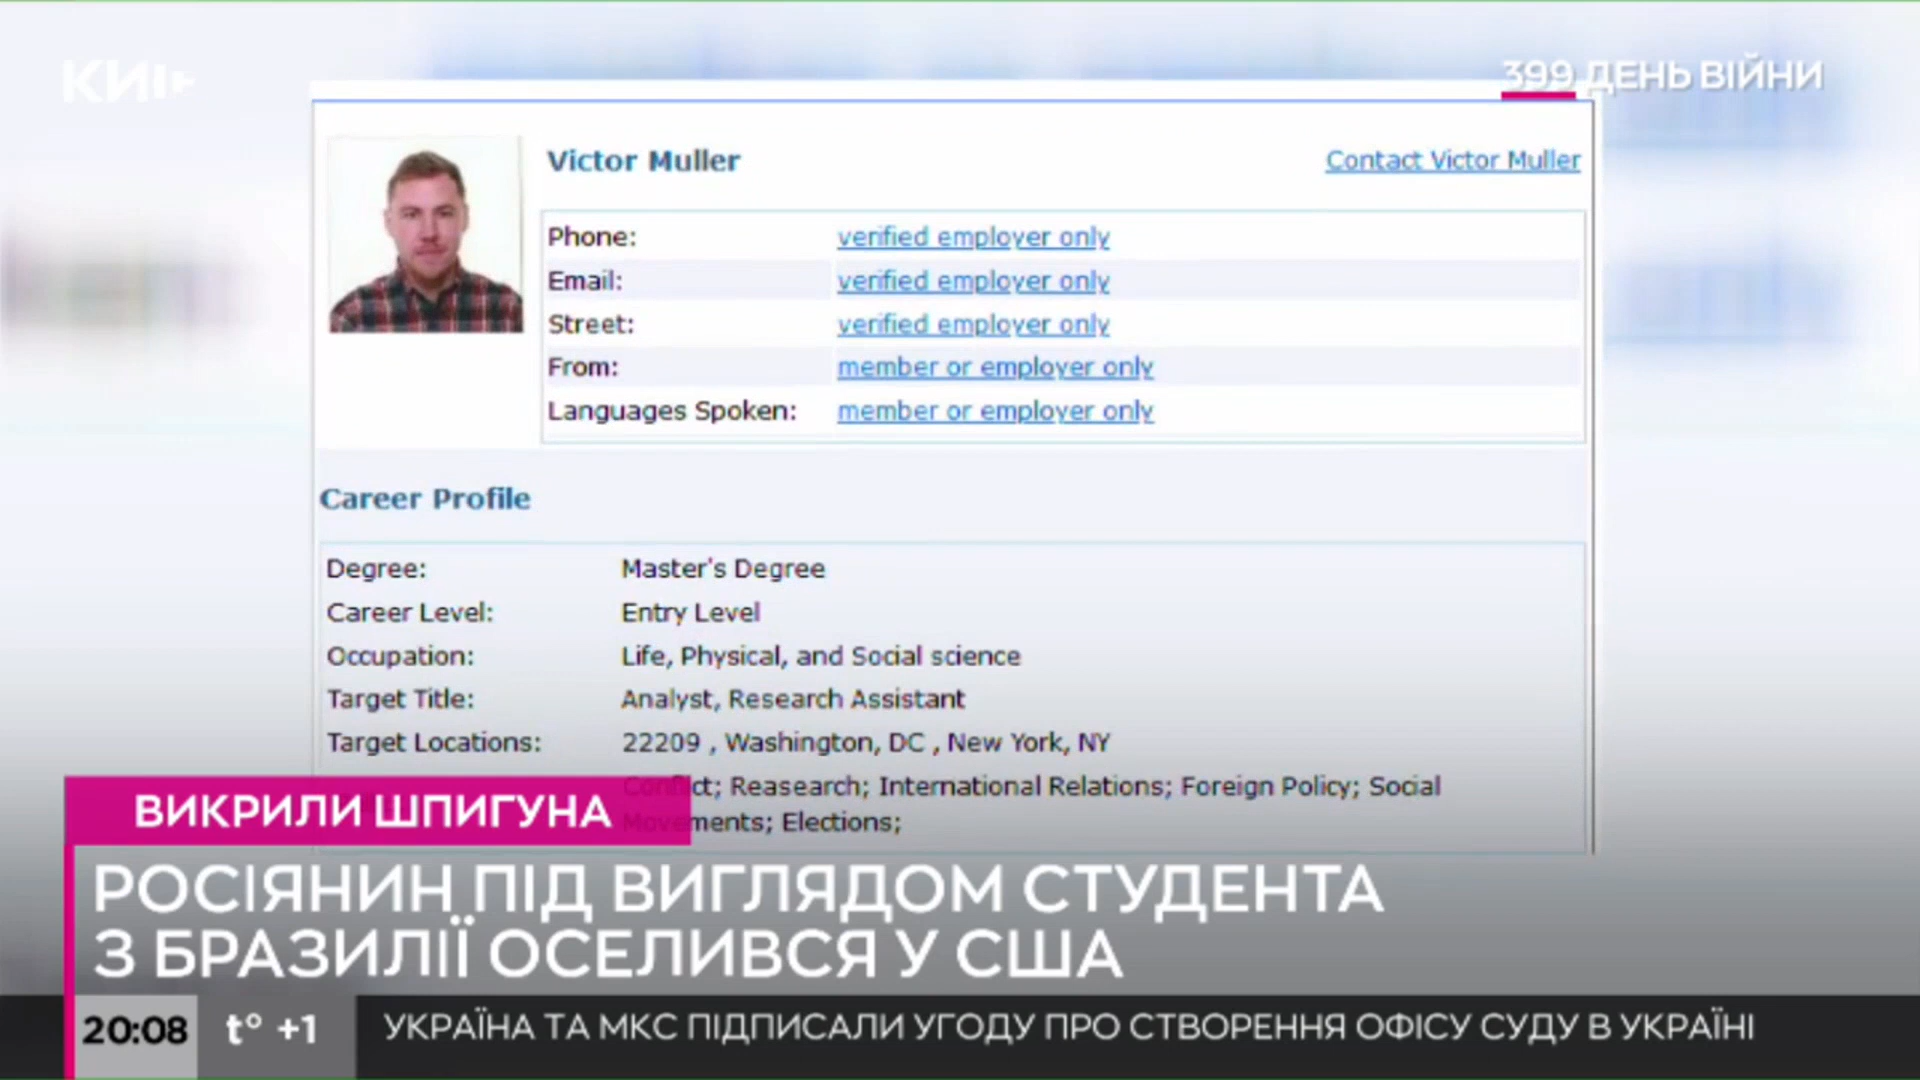 КИЇ
399 ДЕНЬ ВІЙНИ
Victor Muller
Contact Victor Muller
Phone: verified employer only
Email: verified employer only
Street: verified employer only
From: member or employer only
Languages Spoken: member or employer only
Career Profile
Degree: Master's Degree
Career Level: Entry Level
Occupation: Life, Physical, and Social science
Target Title: Analyst, Research Assistant
Target Locations: 22209 , Washington, DC , New York, NY
Conflict; Reasearch; International Relations; Foreign Policy; Social
Movements; Elections;
ВИКРИЛИ ШПИГУНА
РОСІЯНИН ПІД ВИГЛЯДОМ СТУДЕНТА
З БРАЗИЛІЇ ОСЕЛИВСЯ У США
20:08 t° +1 УКРАЇНА ТА МКС ПІДПИСАЛИ УГОДУ ПРО СТВОРЕННЯ ОФІСУ СУДУ В УКРАЇНІ